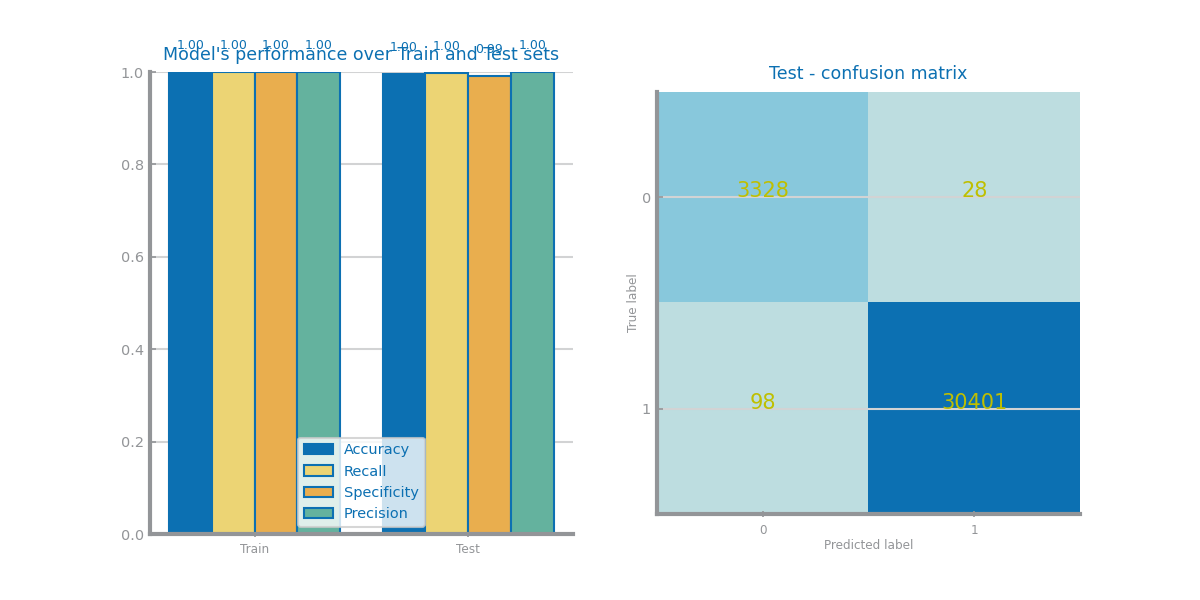 1.00 1.00 1.00 1.00 1.00 1.00 0.99 1.00
Model's performance over Train and Test sets
1.0
0.8
0.6
0.4
0.2
0.0
Accuracy
Recall
Specificity
Precision
Train Test
Test - confusion matrix
True label
0 3328 28
1 98 30401
0 1
Predicted label